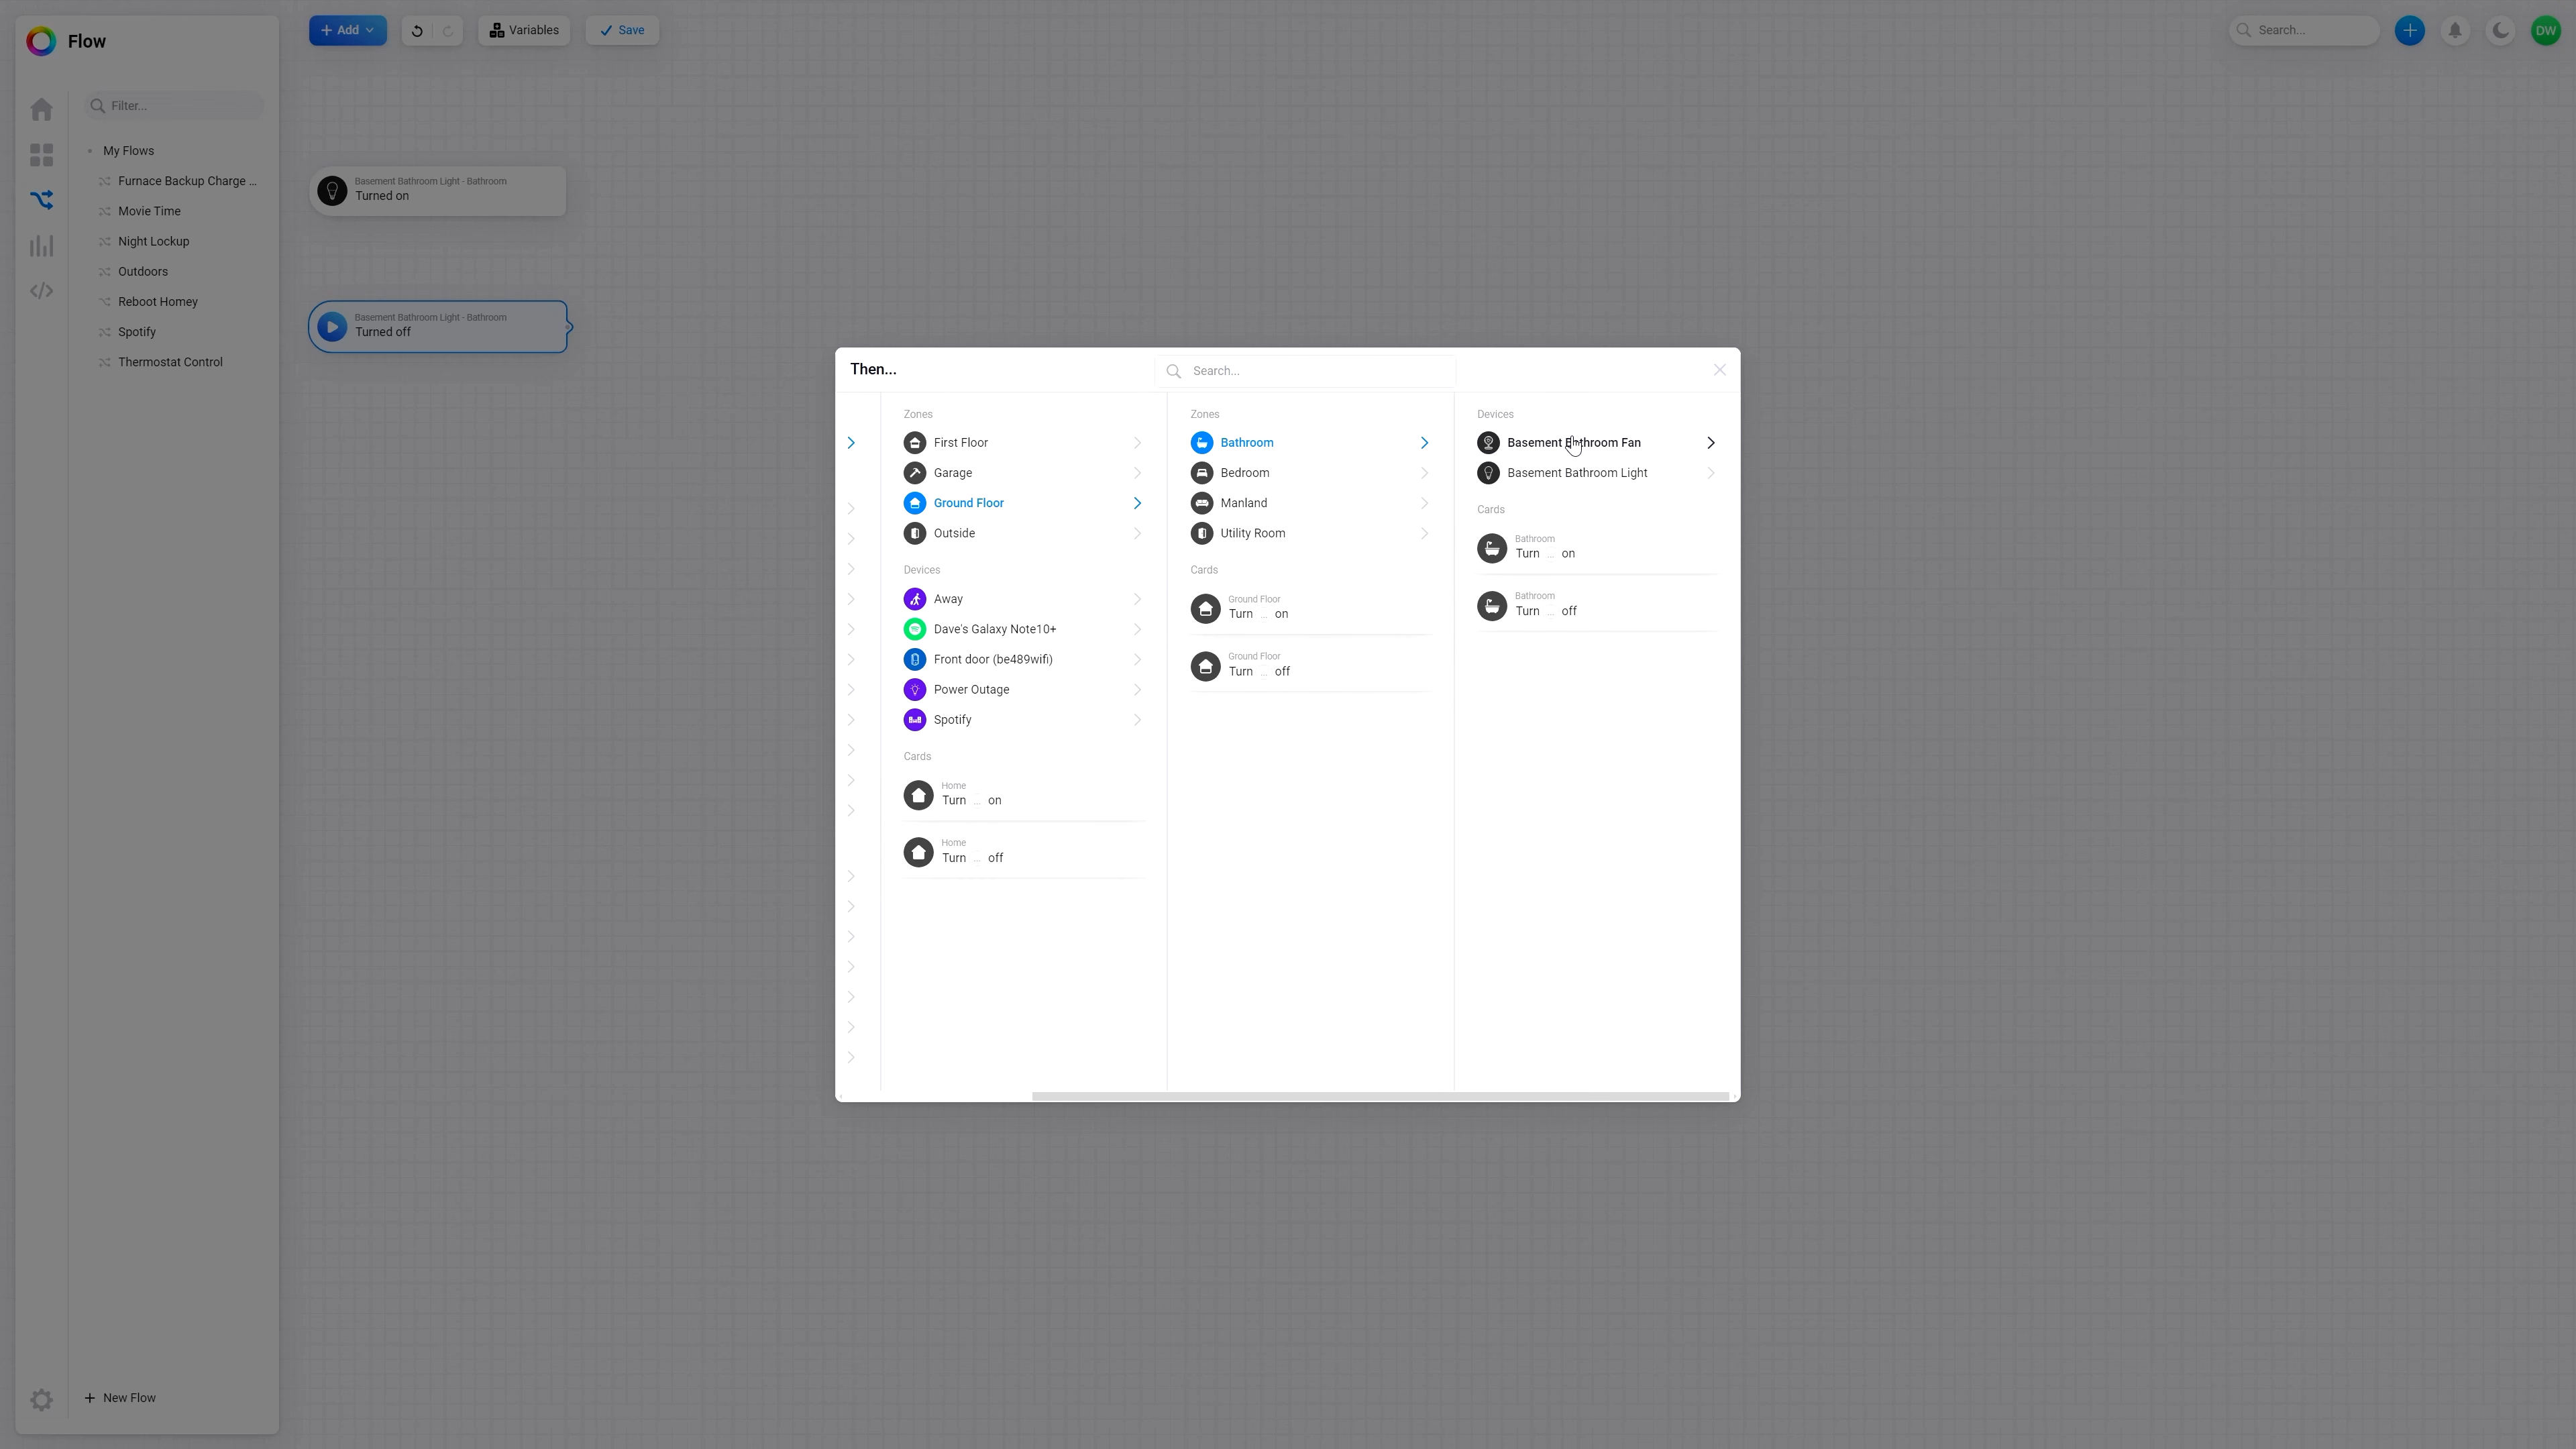 Flow
Filter...
My Flows
Furnace Backup Charge ...
Movie Time
Night Lockup
Outdoors
Reboot Homey
Spotify
Thermostat Control
+ New Flow
+ Add
Variables
Save
Search...
DW
Basement Bathroom Light - Bathroom
Turned on
Basement Bathroom Light - Bathroom
Turned off
Then...
Search...
Zones
First Floor
Garage
Ground Floor
Outside
Devices
Away
Dave's Galaxy Note10+
Front door (be489wifi)
Power Outage
Spotify
Cards
Home
Turn ... on
Home
Turn ... off
Zones
Bathroom
Bedroom
Manland
Utility Room
Cards
Ground Floor
Turn ... on
Ground Floor
Turn ... off
Devices
Basement Bathroom Fan
Basement Bathroom Light
Cards
Bathroom
Turn ... on
Bathroom
Turn ... off